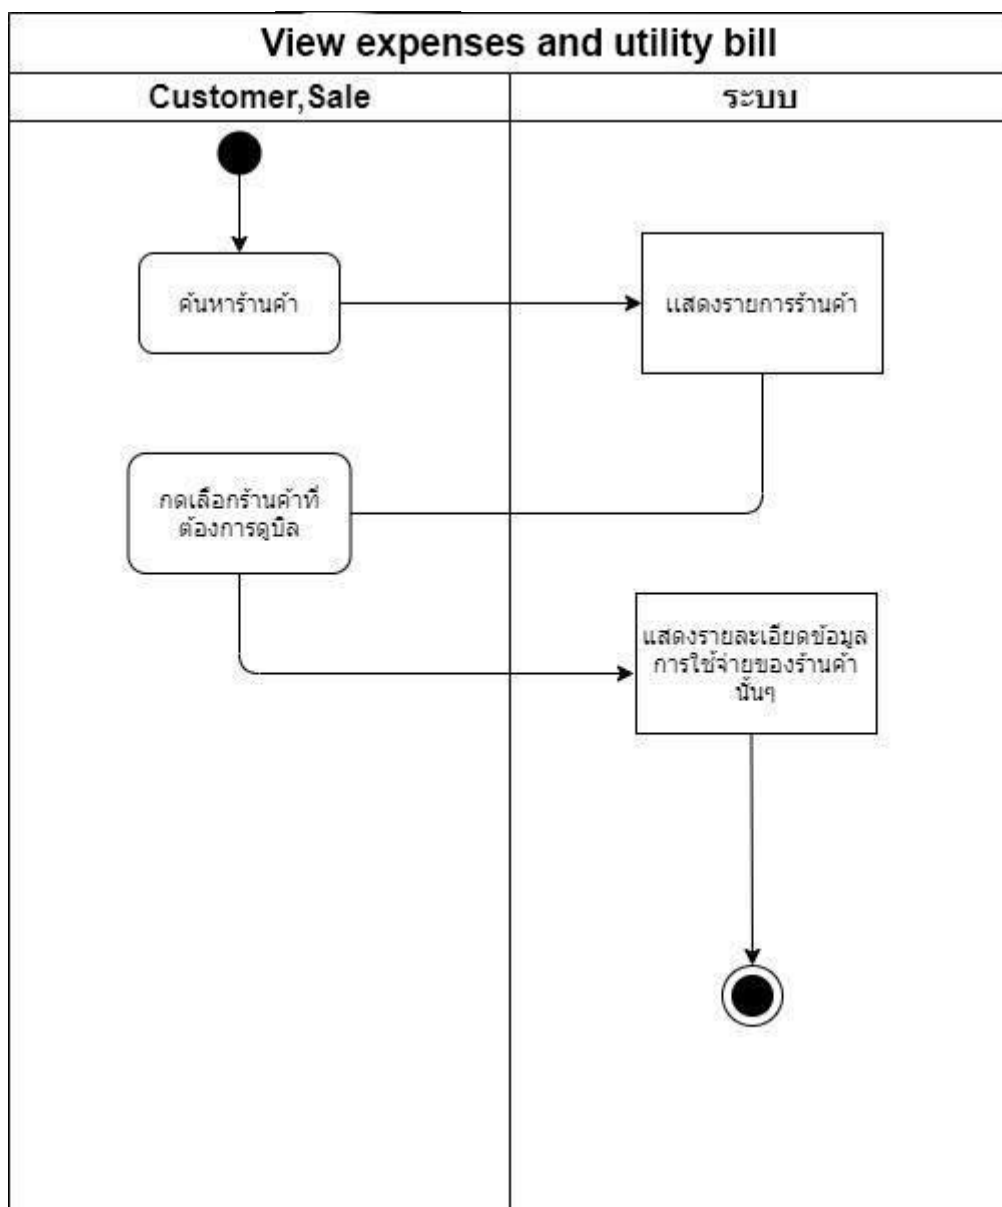 View expenses and utility bill
Customer,Sale
ระบบ
ค้นหาร้านค้า
แสดงรายการร้านค้า
กดเลือกร้านค้าที่
ต้องการดูบิล
แสดงรายละเอียดข้อมูล
การใช้จ่ายของร้านค้า
นั้นๆ